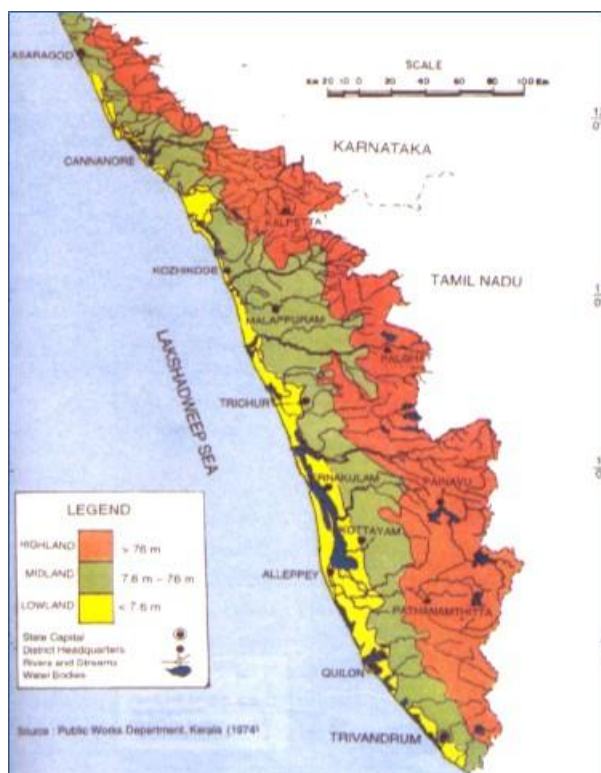 SCALE
Km 20 10 0 20 40 60 80 100 Km
KARNATAKA
TAMIL NADU
LAKSHADWEEP SEA
CANNANORE
KALPETTA
KOZHIKODE
MALAPPURAM
TRICHUR
ERNAKULAM
PAINAVU
KOTTAYAM
ALLEPPEY
PATHANAMTHITTA
QUILON
TRIVANDRUM
LEGEND
HIGHLAND > 76 m
MIDLAND 7.6 m – 76 m
LOWLAND < 7.6 m
State Capital
District Headquarters
Rivers and Streams
Water Bodies
Source : Public Works Department, Kerala (1974)